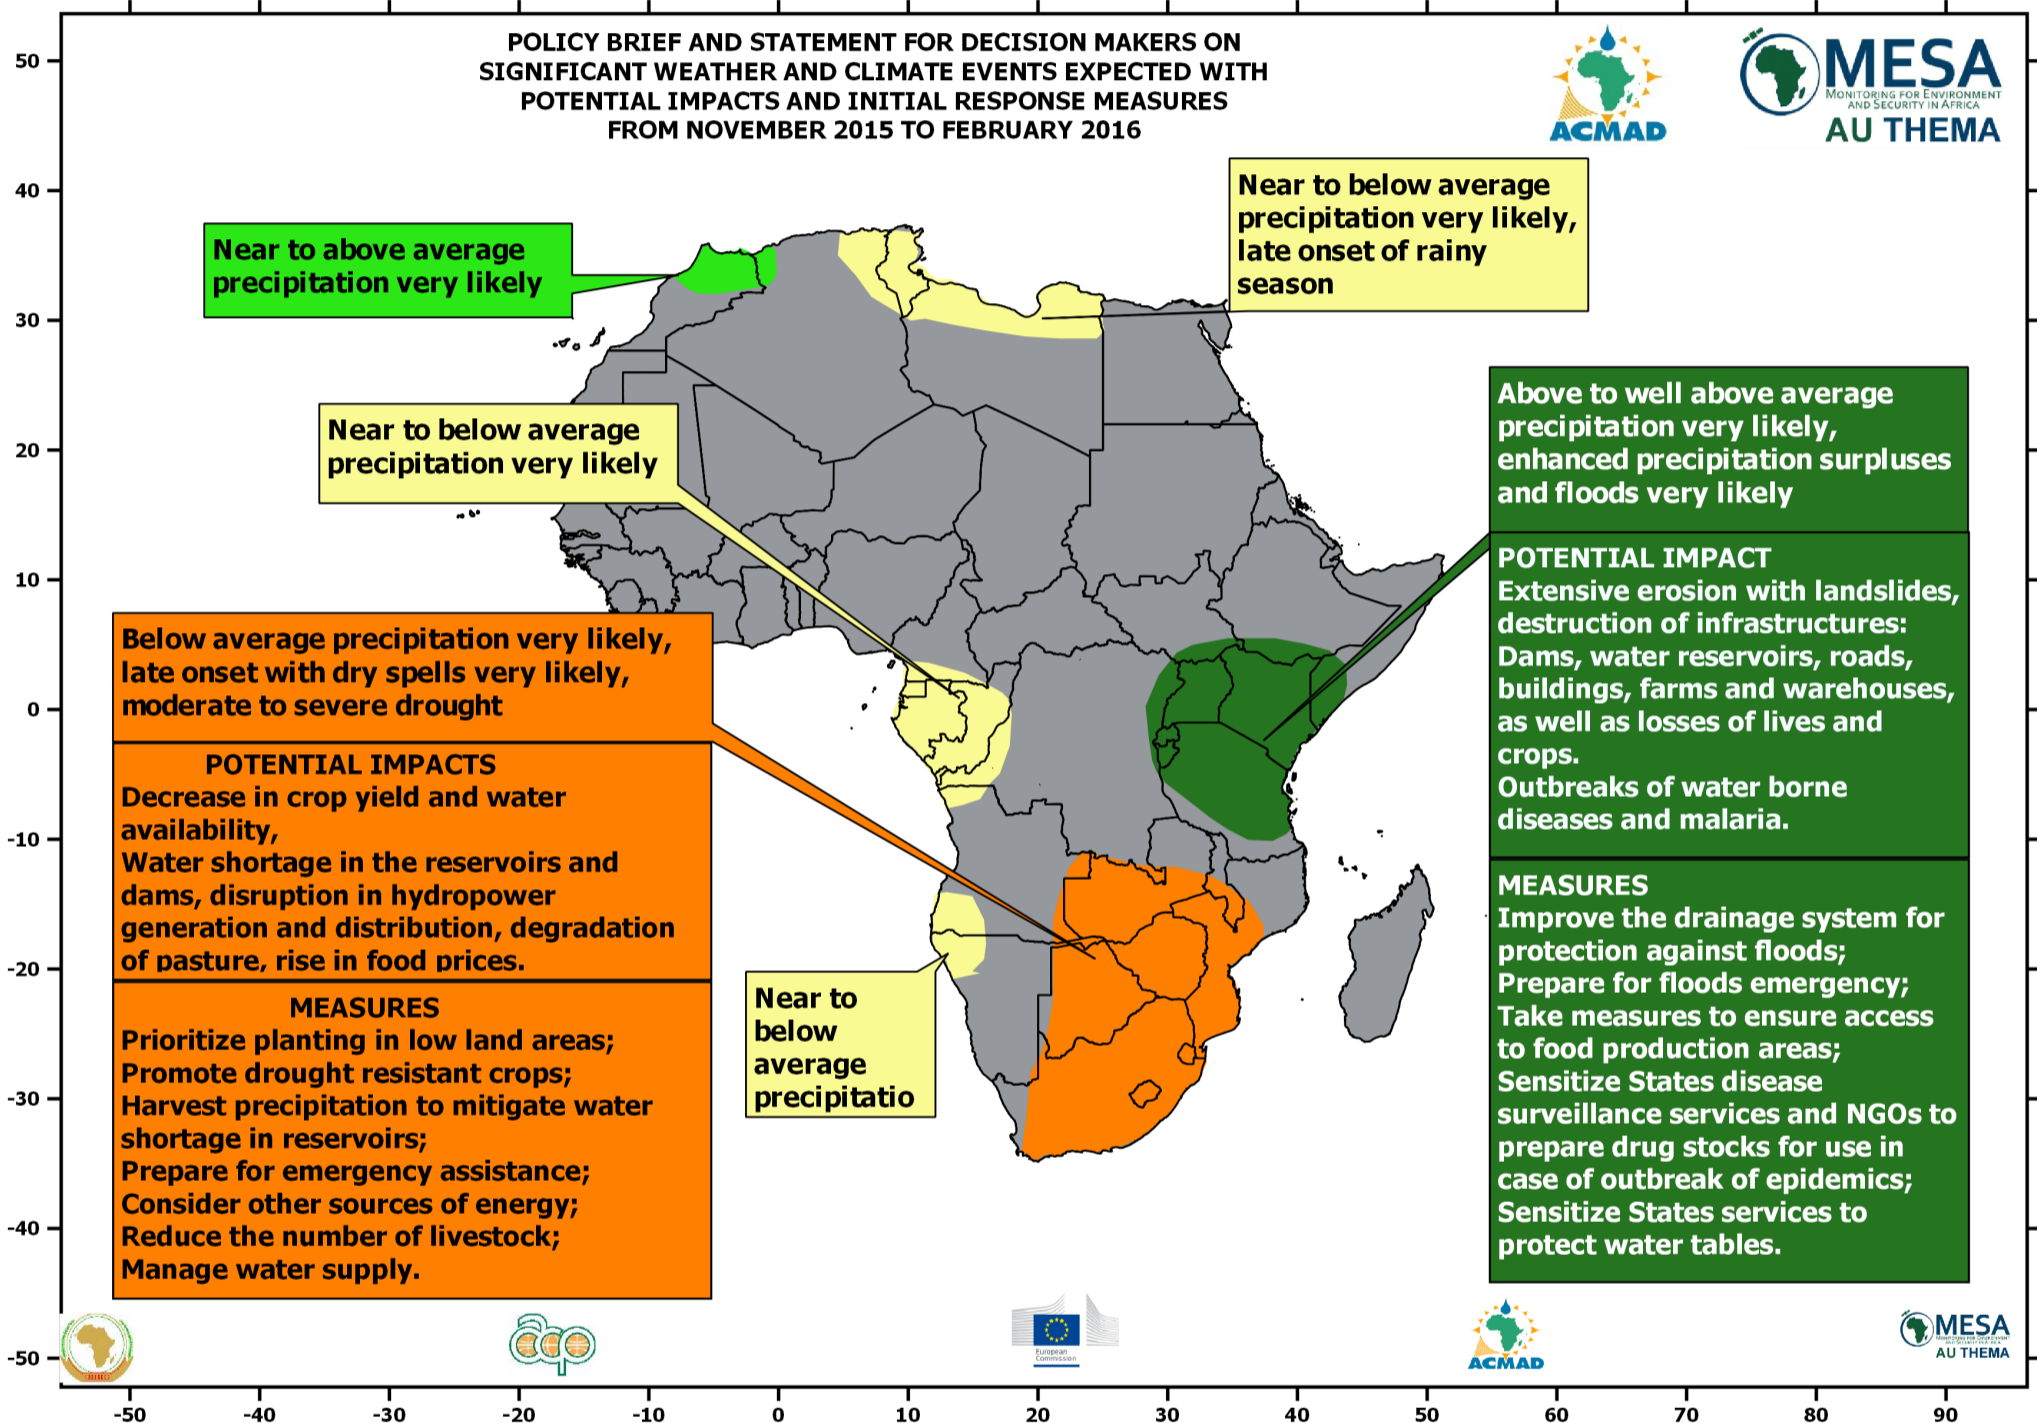 POLICY BRIEF AND STATEMENT FOR DECISION MAKERS ON
SIGNIFICANT WEATHER AND CLIMATE EVENTS EXPECTED WITH
POTENTIAL IMPACTS AND INITIAL RESPONSE MEASURES
FROM NOVEMBER 2015 TO FEBRUARY 2016
ACMAD
MESA
MONITORING FOR ENVIRONMENT
AND SECURITY IN AFRICA
AU THEMA
Near to above average
precipitation very likely
Near to below average
precipitation very likely,
late onset of rainy
season
Near to below average
precipitation very likely
Above to well above average
precipitation very likely,
enhanced precipitation surpluses
and floods very likely
POTENTIAL IMPACT
Extensive erosion with landslides,
destruction of infrastructures:
Dams, water reservoirs, roads,
buildings, farms and warehouses,
as well as losses of lives and
crops.
Outbreaks of water borne
diseases and malaria.
MEASURES
Improve the drainage system for
protection against floods;
Prepare for floods emergency;
Take measures to ensure access
to food production areas;
Sensitize States disease
surveillance services and NGOs to
prepare drug stocks for use in
case of outbreak of epidemics;
Sensitize States services to
protect water tables.
Below average precipitation very likely,
late onset with dry spells very likely,
moderate to severe drought
POTENTIAL IMPACTS
Decrease in crop yield and water
availability,
Water shortage in the reservoirs and
dams, disruption in hydropower
generation and distribution, degradation
of pasture, rise in food prices.
MEASURES
Prioritize planting in low land areas;
Promote drought resistant crops;
Harvest precipitation to mitigate water
shortage in reservoirs;
Prepare for emergency assistance;
Consider other sources of energy;
Reduce the number of livestock;
Manage water supply.
Near to
below
average
precipitatio
50
40
30
20
10
0
-10
-20
-30
-40
-50
acp
European
Commission
ACMAD
MESA
AU THEMA
-50 -40 -30 -20 -10 0 10 20 30 40 50 60 70 80 90